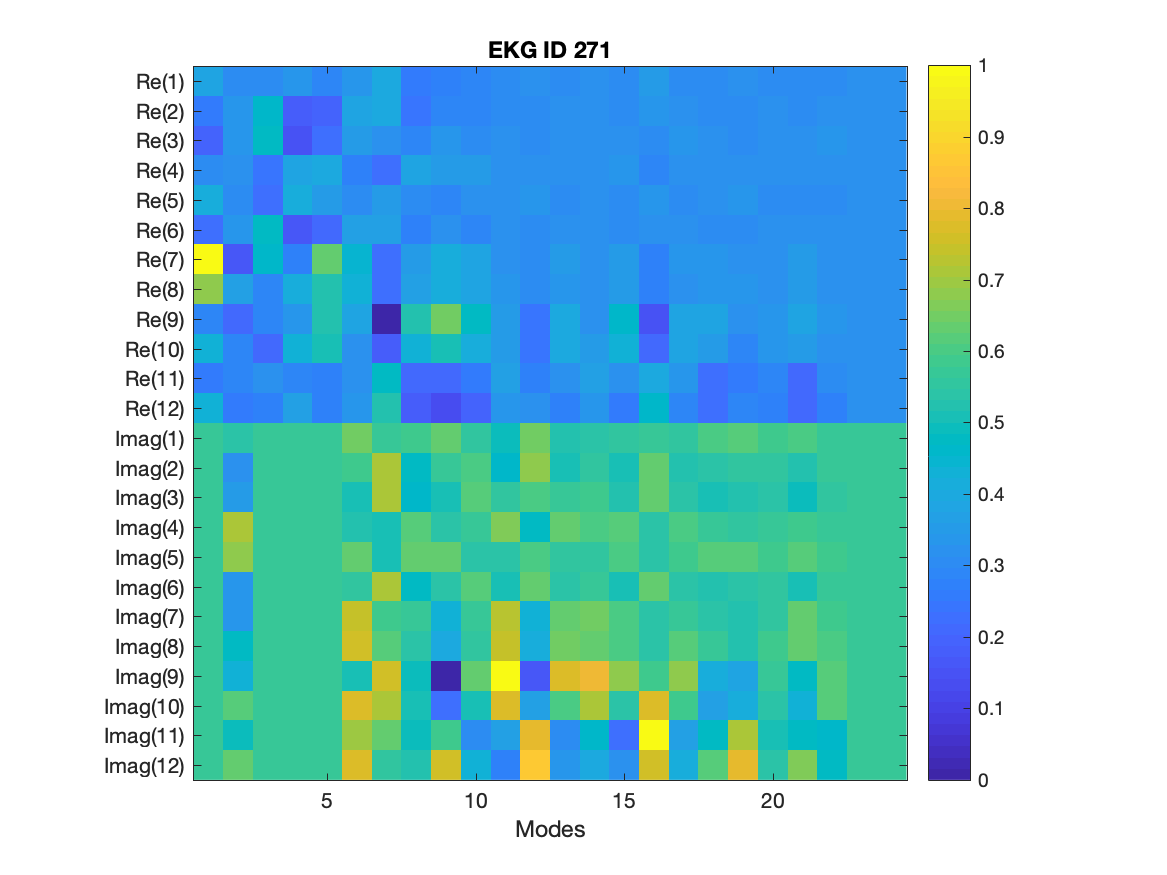 EKG ID 271
Re(1)
Re(2)
Re(3)
Re(4)
Re(5)
Re(6)
Re(7)
Re(8)
Re(9)
Re(10)
Re(11)
Re(12)
Imag(1)
Imag(2)
Imag(3)
Imag(4)
Imag(5)
Imag(6)
Imag(7)
Imag(8)
Imag(9)
Imag(10)
Imag(11)
Imag(12)
5 10 15 20
Modes
1
0.9
0.8
0.7
0.6
0.5
0.4
0.3
0.2
0.1
0